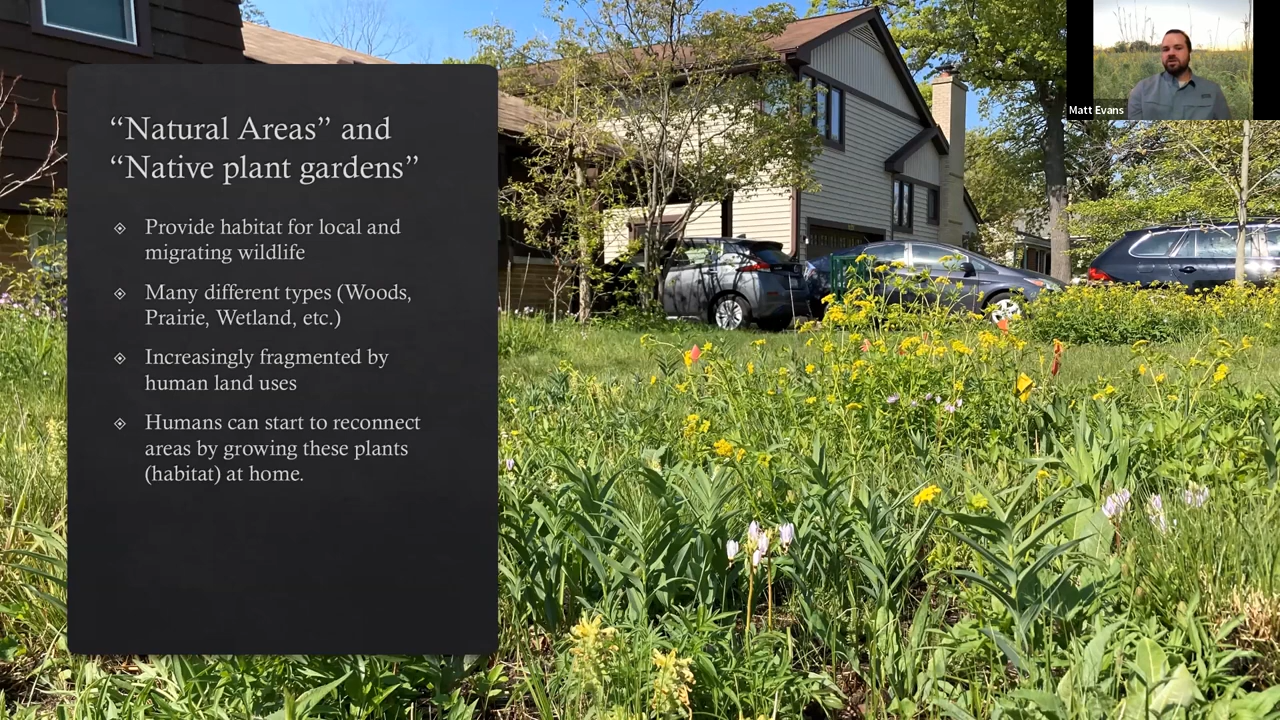 “Natural Areas” and
“Native plant gardens”
Provide habitat for local and
migrating wildlife
Many different types (Woods,
Prairie, Wetland, etc.)
Increasingly fragmented by
human land uses
Humans can start to reconnect
areas by growing these plants
(habitat) at home.
Matt Evans